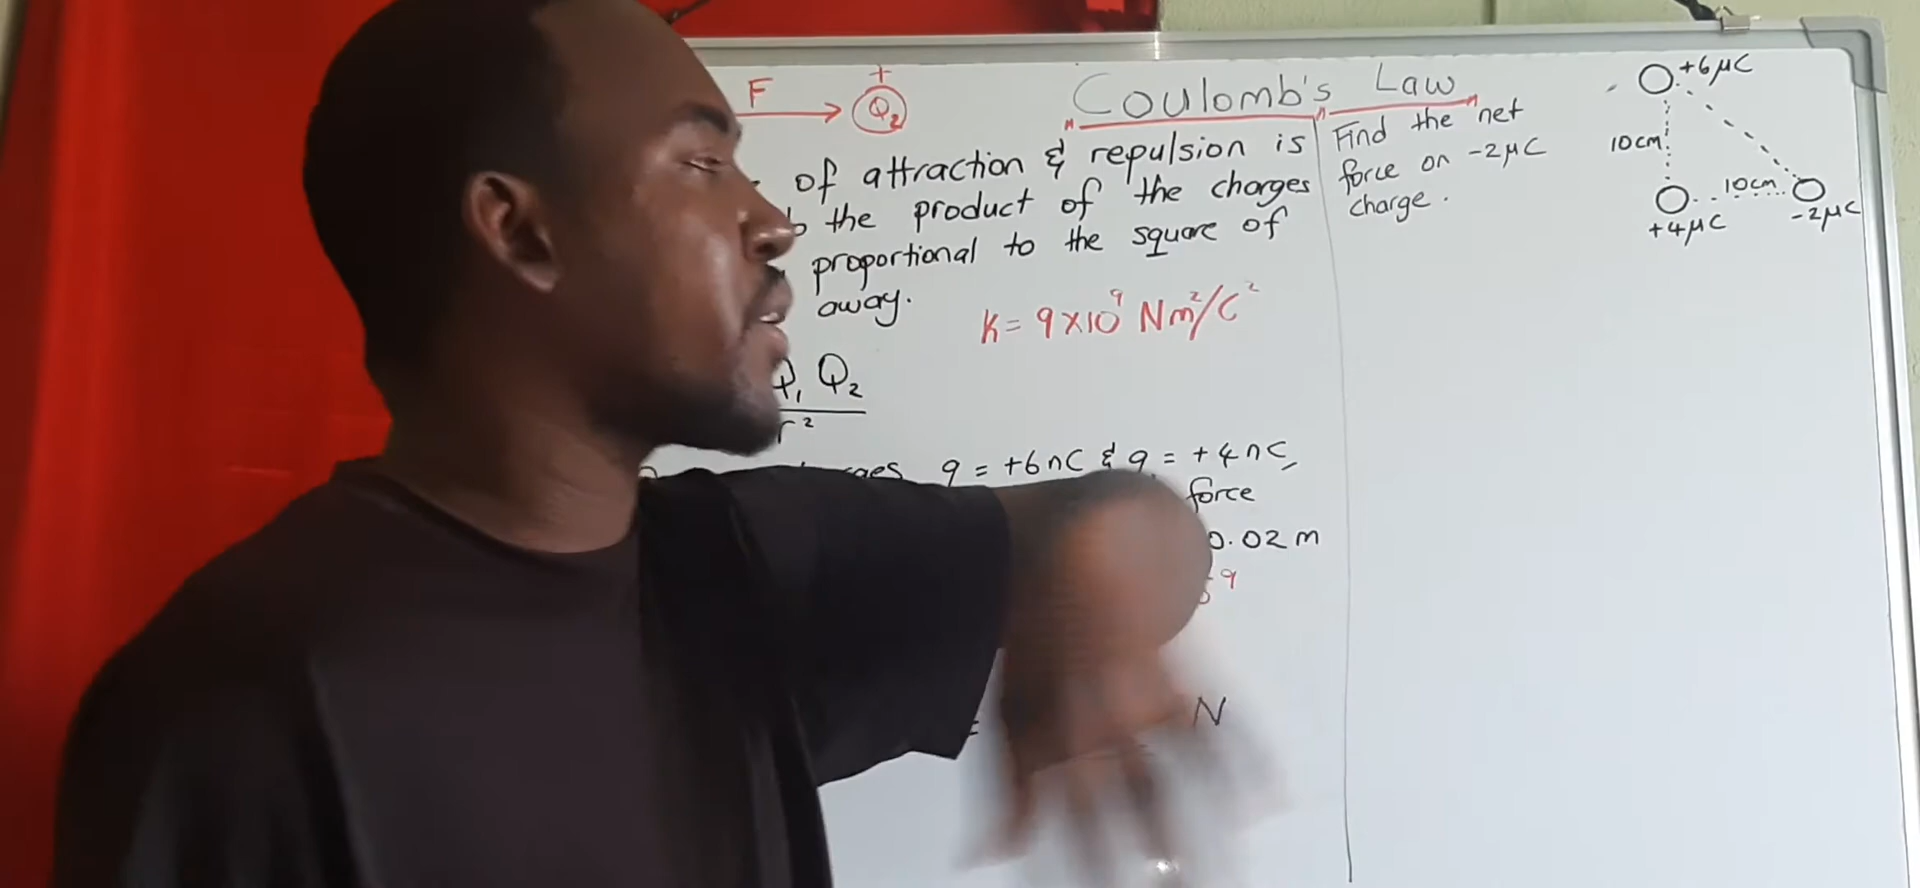 F
+
Q₂
Coulomb's Law
of attraction & repulsion is
the product of the charges
proportional to the square of
away.
K = 9×10⁹ Nm²/C²
Q₁ Q₂
r²
q = +6nC & q = +4nC,
force
0.02m
9
= N
Find the net
force on -2μC
charge.
+6μC
10cm
10cm
+4μC
-2μC